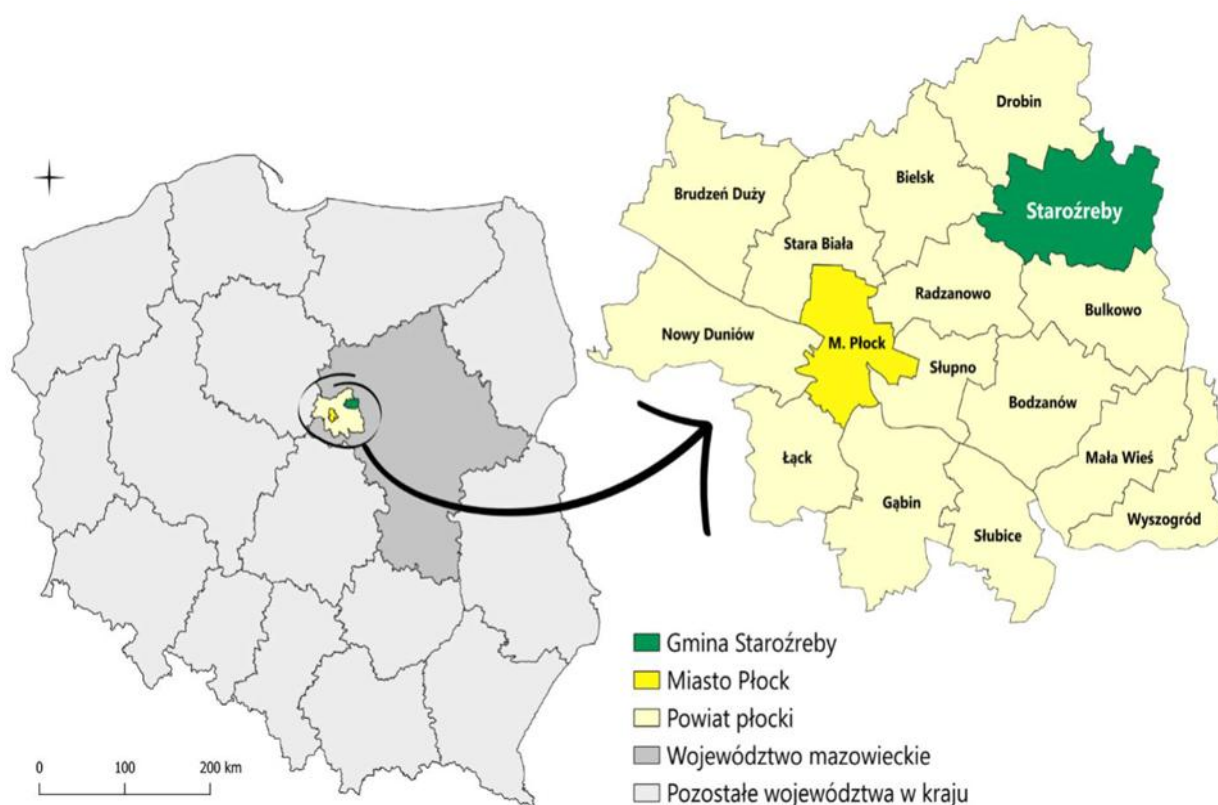 Drobin
Bielsk
Brudzeń Duży
Staroźreby
Stara Biała
Radzanowo
Bulkowo
Nowy Duniów
M. Płock
Słupno
Bodzanów
Łąck
Mała Wieś
Gąbin
Wyszogród
Słubice
Gmina Staroźreby
Miasto Płock
Powiat płocki
Województwo mazowieckie
Pozostałe województwa w kraju
0 100 200 km